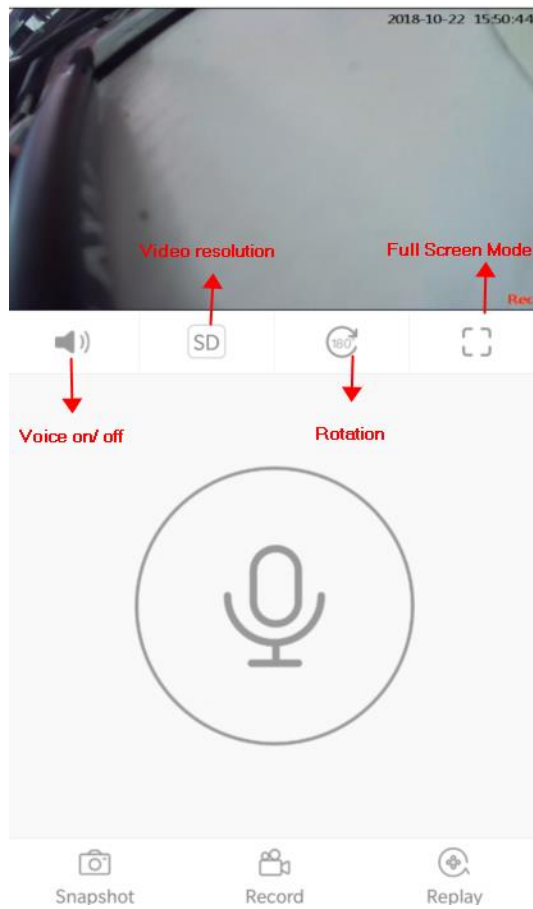 2018-10-22 15:50:44
Video resolution
Full Screen Mode
Rec
SD
180°
Voice on/ off
Rotation
Snapshot
Record
Replay